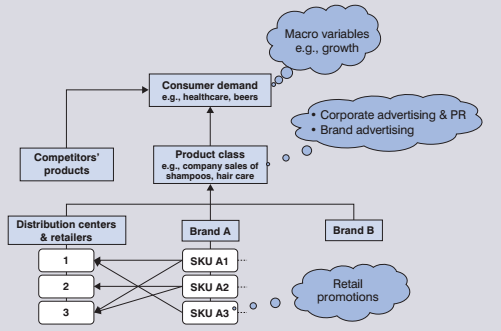 Macro variables
e.g., growth
Consumer demand
e.g., healthcare, beers
• Corporate advertising & PR
• Brand advertising
Competitors'
products
Product class
e.g., company sales of
shampoos, hair care
Distribution centers
& retailers
Brand A
Brand B
1
SKU A1
2
SKU A2
3
SKU A3
Retail
promotions